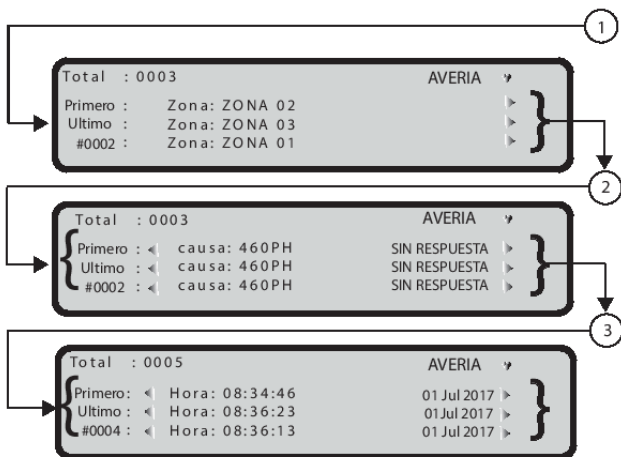 1
Total : 0003 AVERIA
Primero : Zona: ZONA 02
Ultimo : Zona: ZONA 03
#0002 : Zona: ZONA 01
2
Total : 0003 AVERIA
Primero : causa: 460PH SIN RESPUESTA
Ultimo : causa: 460PH SIN RESPUESTA
#0002 : causa: 460PH SIN RESPUESTA
3
Total : 0005 AVERIA
Primero: Hora: 08:34:46 01 Jul 2017
Ultimo : Hora: 08:36:23 01Jul 2017
#0004 : Hora: 08:36:13 01 Jul 2017